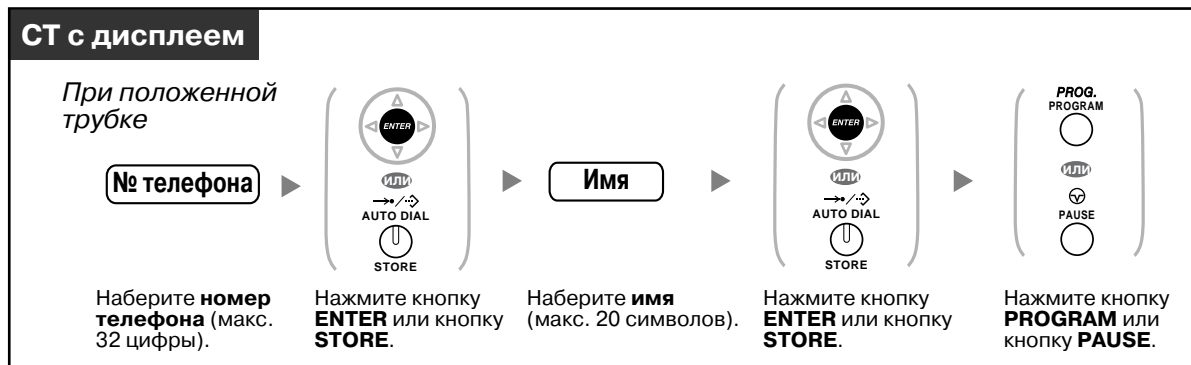 СТ с дисплеем
При положенной
трубке
№ телефона
ENTER
или
AUTO DIAL
STORE
Имя
ENTER
или
AUTO DIAL
STORE
PROG.
PROGRAM
или
PAUSE
Наберите номер
телефона (макс.
32 цифры).
Нажмите кнопку
ENTER или кнопку
STORE.
Наберите имя
(макс. 20 символов).
Нажмите кнопку
ENTER или кнопку
STORE.
Нажмите кнопку
PROGRAM или
кнопку PAUSE.